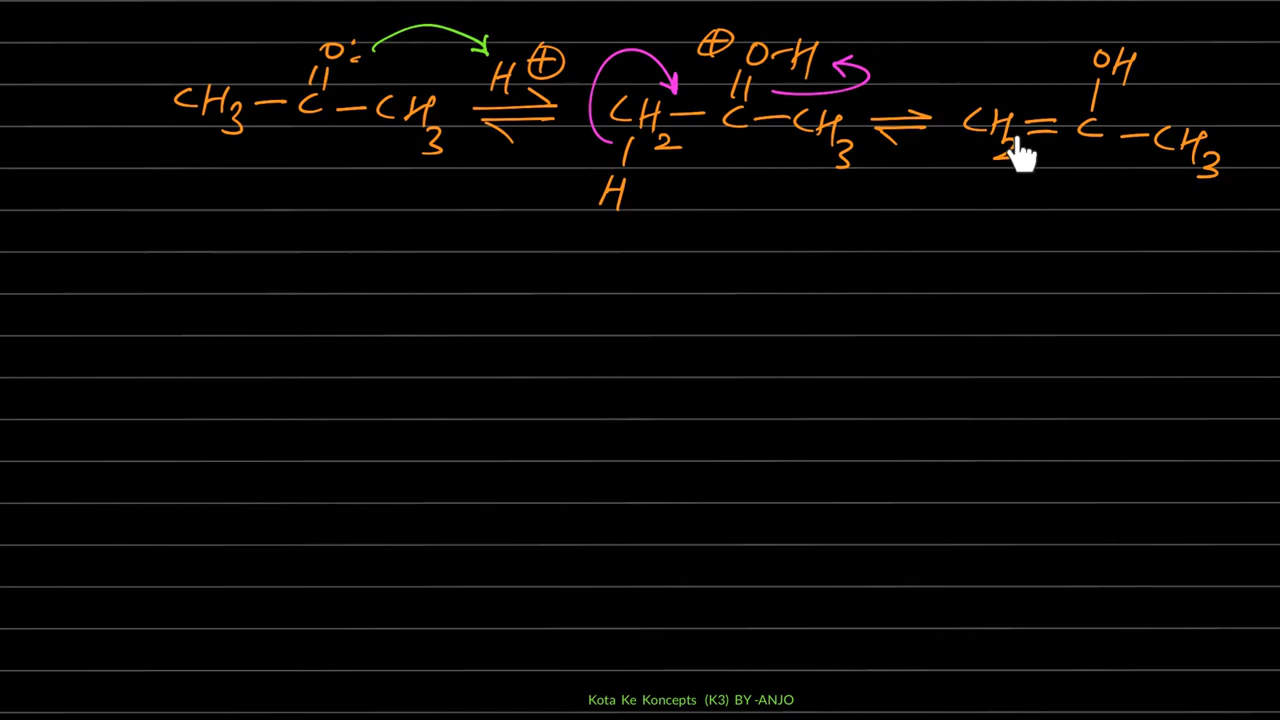 O: H ⊕ ⊕ O-H OH
|| || |
CH3 — C — CH3 ⇌ CH2 — C — CH3 ⇌ CH2 = C — CH3
|
H
Kota Ke Koncepts (K3) BY -ANJO